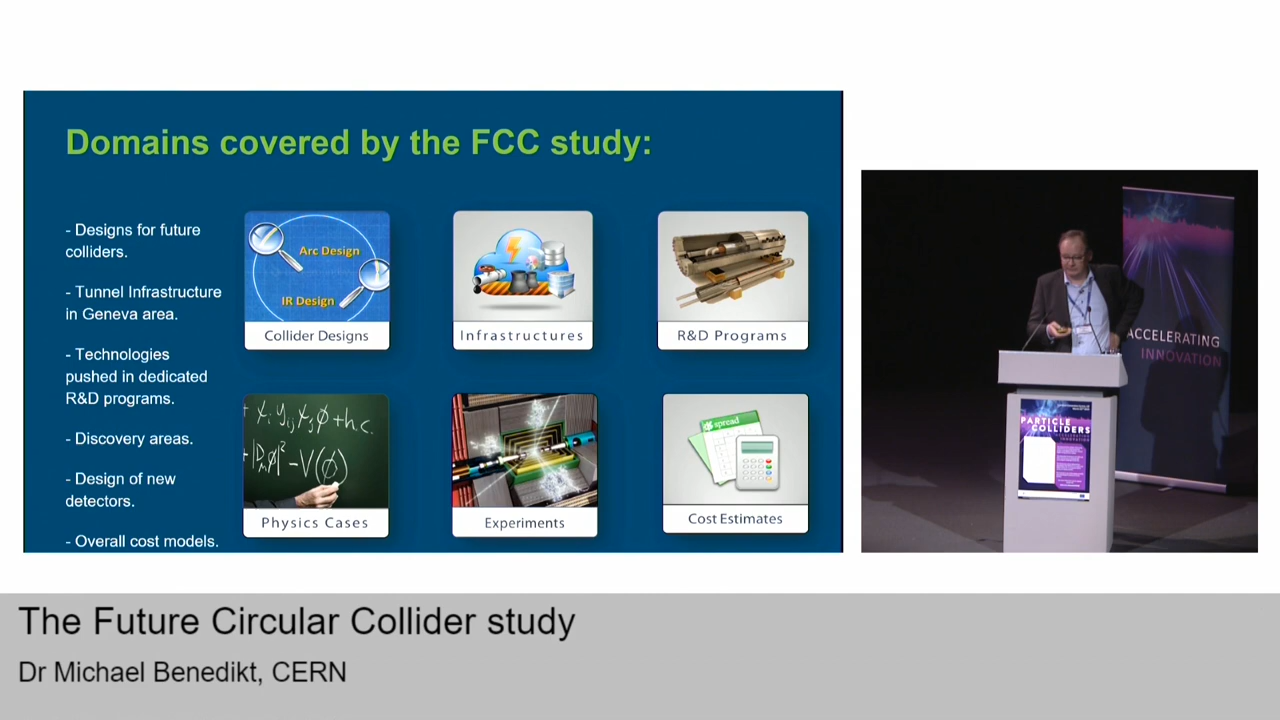 Domains covered by the FCC study:
- Designs for future
colliders.
- Tunnel Infrastructure
in Geneva area.
- Technologies
pushed in dedicated
R&D programs.
- Discovery areas.
- Design of new
detectors.
- Overall cost models.
Arc Design
IR Design
Collider Designs
Infrastructures
R&D Programs
Physics Cases
Experiments
spread
Cost Estimates
ACCELERATING
INNOVATION
PARTICLE
COLLIDERS
The Future Circular Collider study
Dr Michael Benedikt, CERN